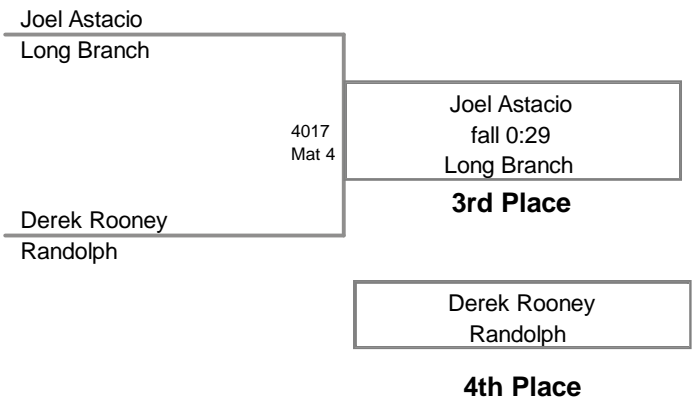 Joel Astacio
Long Branch
4017
Mat 4
Joel Astacio
fall 0:29
Long Branch
3rd Place
Derek Rooney
Randolph
Derek Rooney
Randolph
4th Place